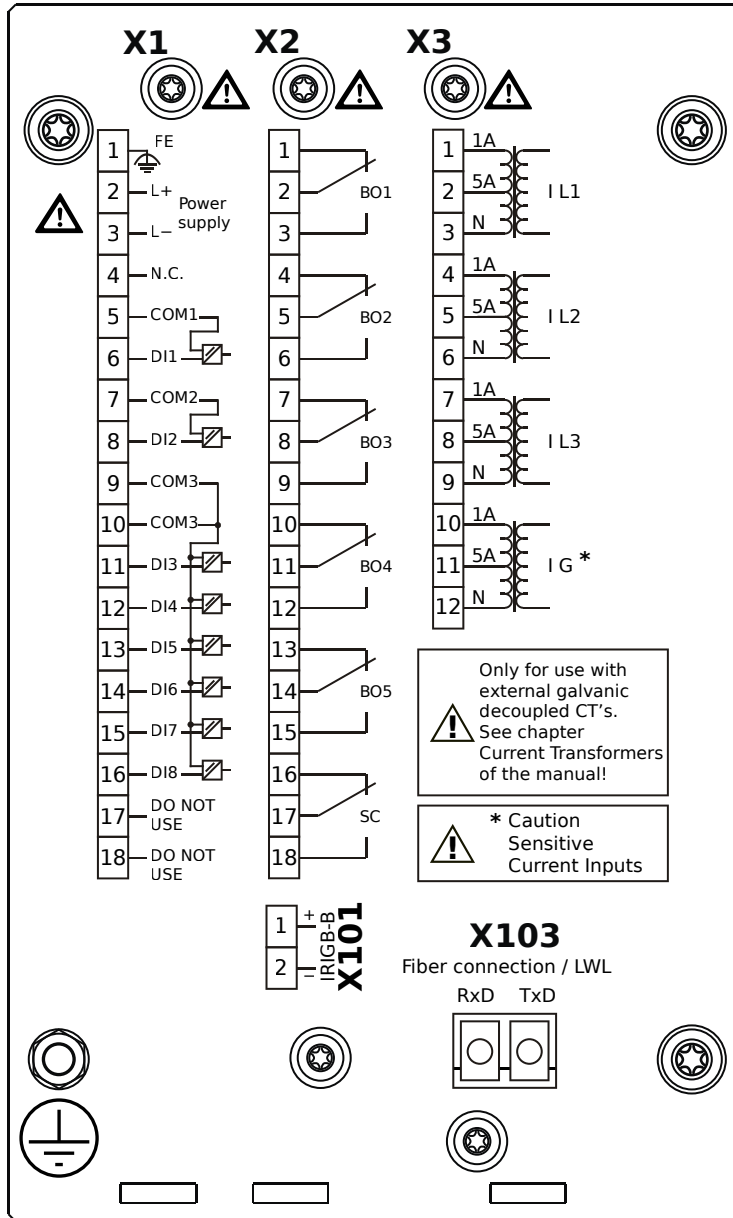 X1
X2
X3
1 FE
2 L+
Power
supply
3 L−
4 N.C.
5 COM1
6 DI1
7 COM2
8 DI2
9 COM3
10 COM3
11 DI3
12 DI4
13 DI5
14 DI6
15 DI7
16 DI8
17 DO NOT
USE
18 DO NOT
USE
1
2 BO1
3
4
5 BO2
6
7
8 BO3
9
10
11 BO4
12
13
14 BO5
15
16
17 SC
18
1 1A
2 5A I L1
3 N
4 1A
5 5A I L2
6 N
7 1A
8 5A I L3
9 N
10 1A
11 5A I G *
12 N
Only for use with
external galvanic
decoupled CT's.
See chapter
Current Transformers
of the manual!
* Caution
Sensitive
Current Inputs
1 +
2 −
IRIGB-B
X101
X103
Fiber connection / LWL
RxD TxD